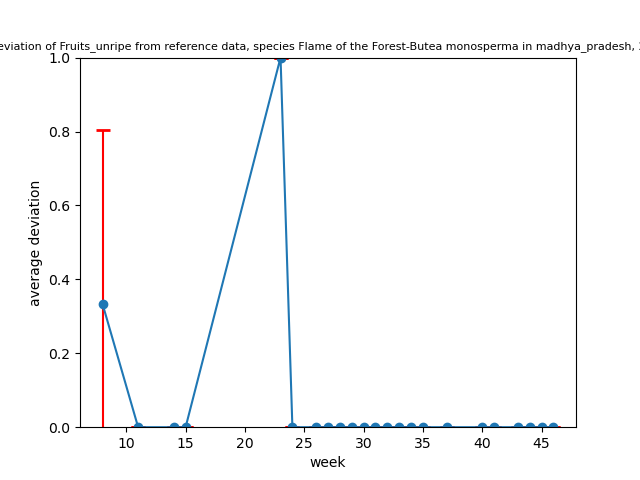 eviation of Fruits_unripe from reference data, species Flame of the Forest-Butea monosperma in madhya_pradesh,
1.0
0.8
0.6
0.4
0.2
0.0
average deviation
10 15 20 25 30 35 40 45
week